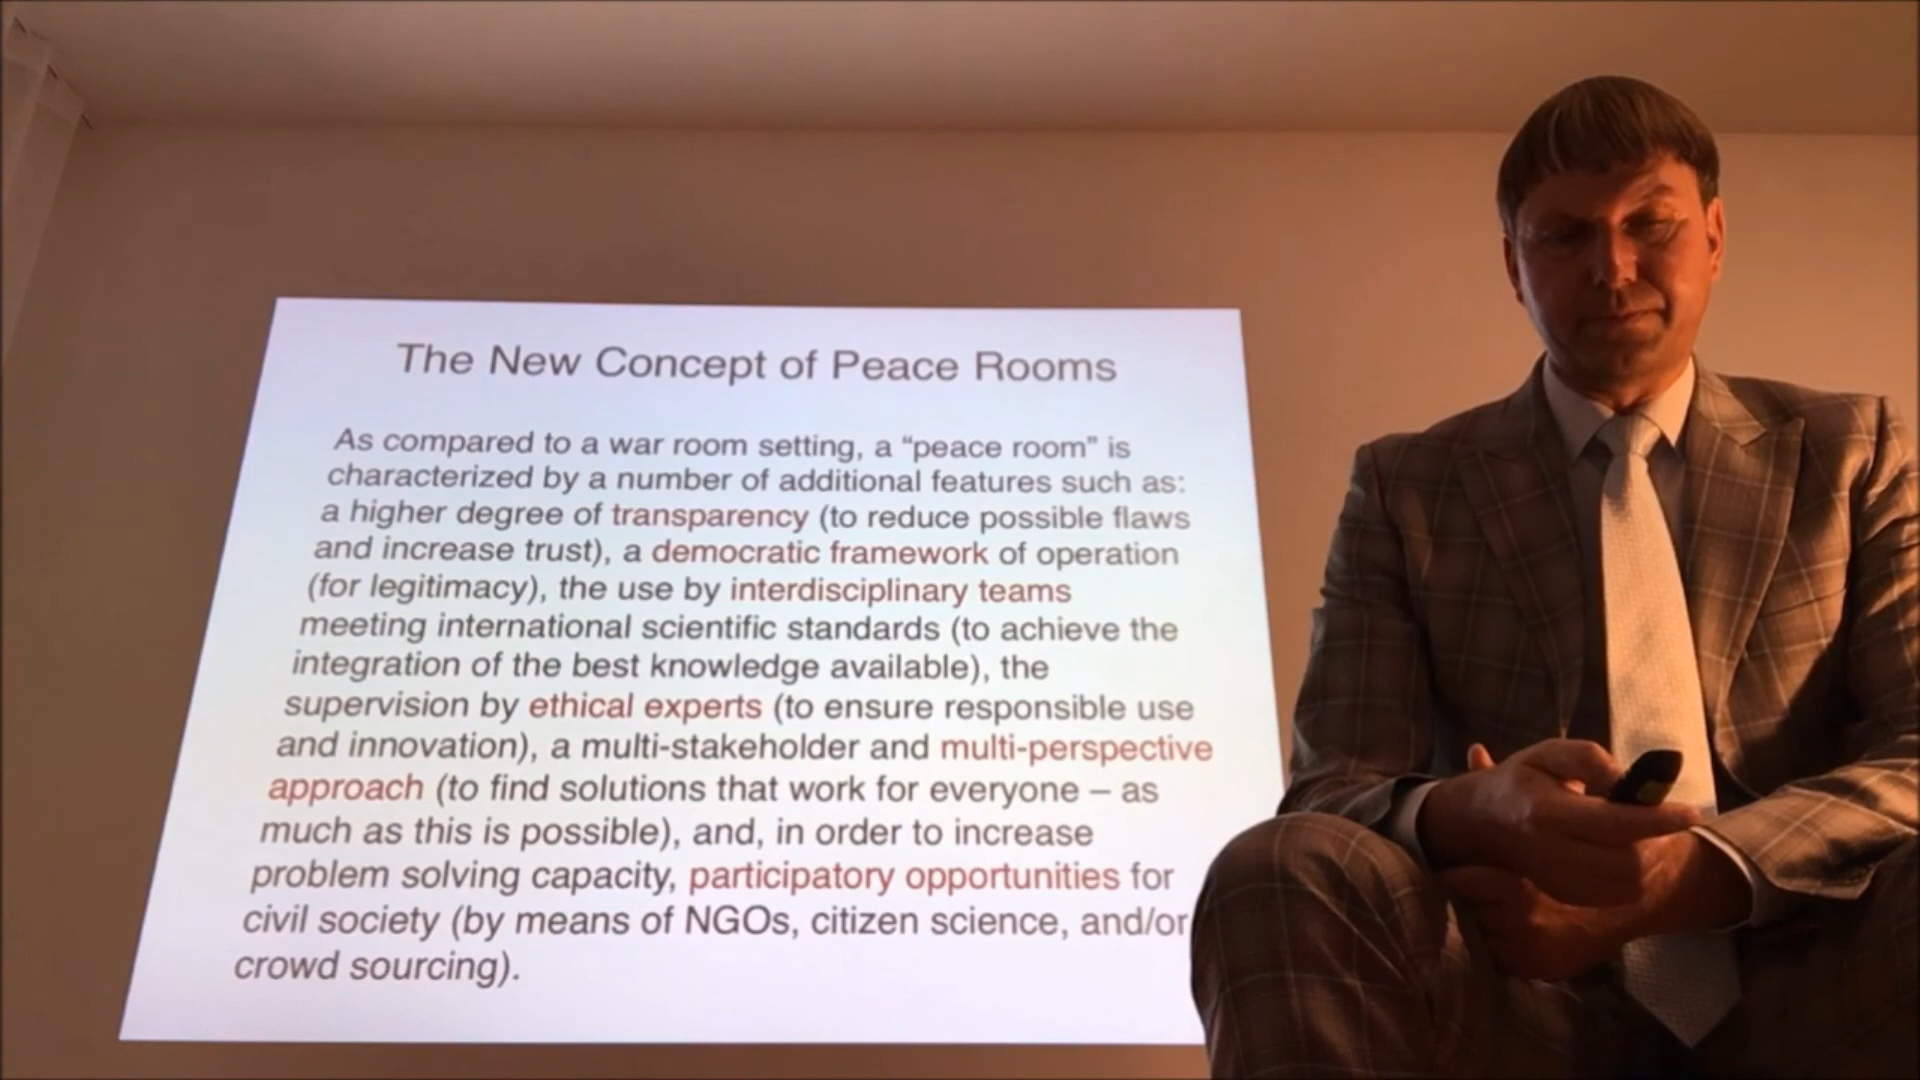 The New Concept of Peace Rooms
As compared to a war room setting, a “peace room” is
characterized by a number of additional features such as:
a higher degree of transparency (to reduce possible flaws
and increase trust), a democratic framework of operation
(for legitimacy), the use by interdisciplinary teams
meeting international scientific standards (to achieve the
integration of the best knowledge available), the
supervision by ethical experts (to ensure responsible use
and innovation), a multi-stakeholder and multi-perspective
approach (to find solutions that work for everyone – as
much as this is possible), and, in order to increase
problem solving capacity, participatory opportunities for
civil society (by means of NGOs, citizen science, and/or
crowd sourcing).